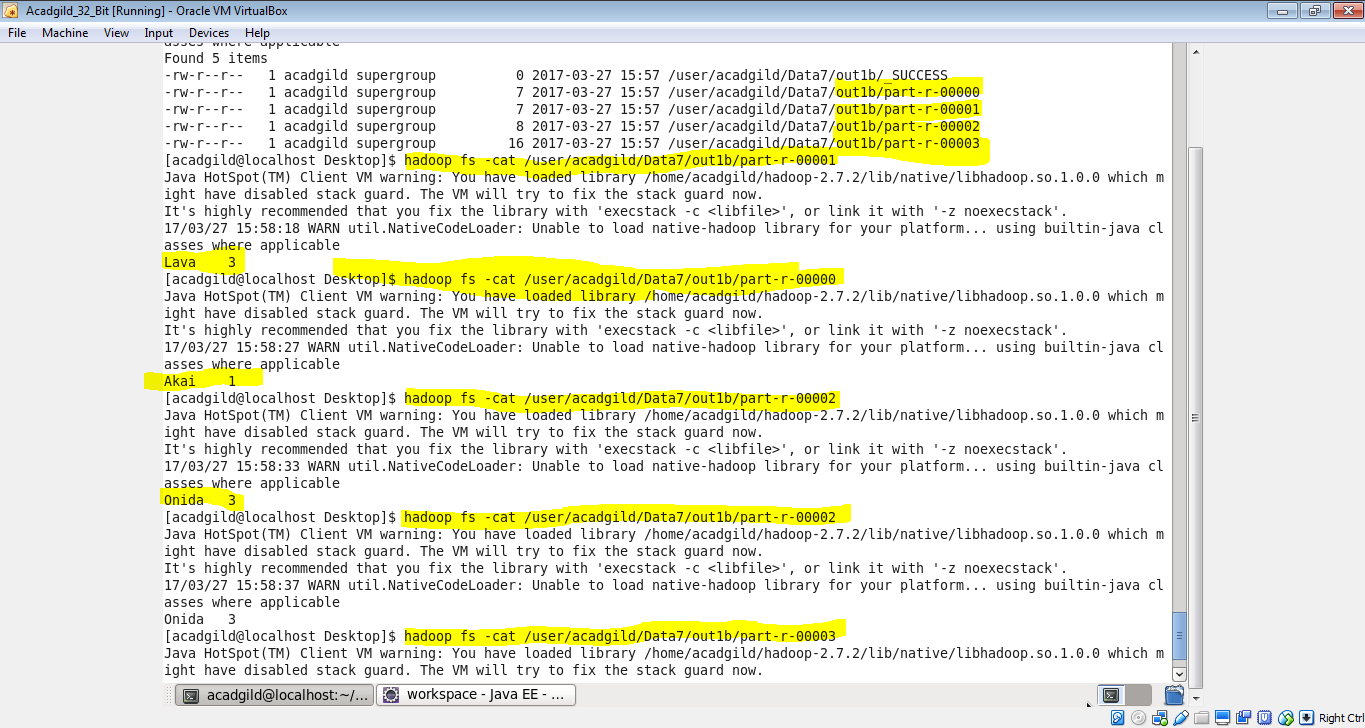 Acadgild_32_Bit [Running] - Oracle VM VirtualBox
File Machine View Input Devices Help
asses where applicable
Found 5 items
-rw-r--r--   1 acadgild supergroup          0 2017-03-27 15:57 /user/acadgild/Data7/out1b/_SUCCESS
-rw-r--r--   1 acadgild supergroup          7 2017-03-27 15:57 /user/acadgild/Data7/out1b/part-r-00000
-rw-r--r--   1 acadgild supergroup          7 2017-03-27 15:57 /user/acadgild/Data7/out1b/part-r-00001
-rw-r--r--   1 acadgild supergroup          8 2017-03-27 15:57 /user/acadgild/Data7/out1b/part-r-00002
-rw-r--r--   1 acadgild supergroup         16 2017-03-27 15:57 /user/acadgild/Data7/out1b/part-r-00003
[acadgild@localhost Desktop]$ hadoop fs -cat /user/acadgild/Data7/out1b/part-r-00001
Java HotSpot(TM) Client VM warning: You have loaded library /home/acadgild/hadoop-2.7.2/lib/native/libhadoop.so.1.0.0 which m
ight have disabled stack guard. The VM will try to fix the stack guard now.
It's highly recommended that you fix the library with 'execstack -c <libfile>', or link it with '-z noexecstack'.
17/03/27 15:58:18 WARN util.NativeCodeLoader: Unable to load native-hadoop library for your platform... using builtin-java cl
asses where applicable
Lava    3
[acadgild@localhost Desktop]$ hadoop fs -cat /user/acadgild/Data7/out1b/part-r-00000
Java HotSpot(TM) Client VM warning: You have loaded library /home/acadgild/hadoop-2.7.2/lib/native/libhadoop.so.1.0.0 which m
ight have disabled stack guard. The VM will try to fix the stack guard now.
It's highly recommended that you fix the library with 'execstack -c <libfile>', or link it with '-z noexecstack'.
17/03/27 15:58:27 WARN util.NativeCodeLoader: Unable to load native-hadoop library for your platform... using builtin-java cl
asses where applicable
Akai    1
[acadgild@localhost Desktop]$ hadoop fs -cat /user/acadgild/Data7/out1b/part-r-00002
Java HotSpot(TM) Client VM warning: You have loaded library /home/acadgild/hadoop-2.7.2/lib/native/libhadoop.so.1.0.0 which m
ight have disabled stack guard. The VM will try to fix the stack guard now.
It's highly recommended that you fix the library with 'execstack -c <libfile>', or link it with '-z noexecstack'.
17/03/27 15:58:33 WARN util.NativeCodeLoader: Unable to load native-hadoop library for your platform... using builtin-java cl
asses where applicable
Onida   3
[acadgild@localhost Desktop]$ hadoop fs -cat /user/acadgild/Data7/out1b/part-r-00002
Java HotSpot(TM) Client VM warning: You have loaded library /home/acadgild/hadoop-2.7.2/lib/native/libhadoop.so.1.0.0 which m
ight have disabled stack guard. The VM will try to fix the stack guard now.
It's highly recommended that you fix the library with 'execstack -c <libfile>', or link it with '-z noexecstack'.
17/03/27 15:58:37 WARN util.NativeCodeLoader: Unable to load native-hadoop library for your platform... using builtin-java cl
asses where applicable
Onida   3
[acadgild@localhost Desktop]$ hadoop fs -cat /user/acadgild/Data7/out1b/part-r-00003
Java HotSpot(TM) Client VM warning: You have loaded library /home/acadgild/hadoop-2.7.2/lib/native/libhadoop.so.1.0.0 which m
ight have disabled stack guard. The VM will try to fix the stack guard now.
acadgild@localhost:~/... workspace - Java EE - ...
Right Ctrl